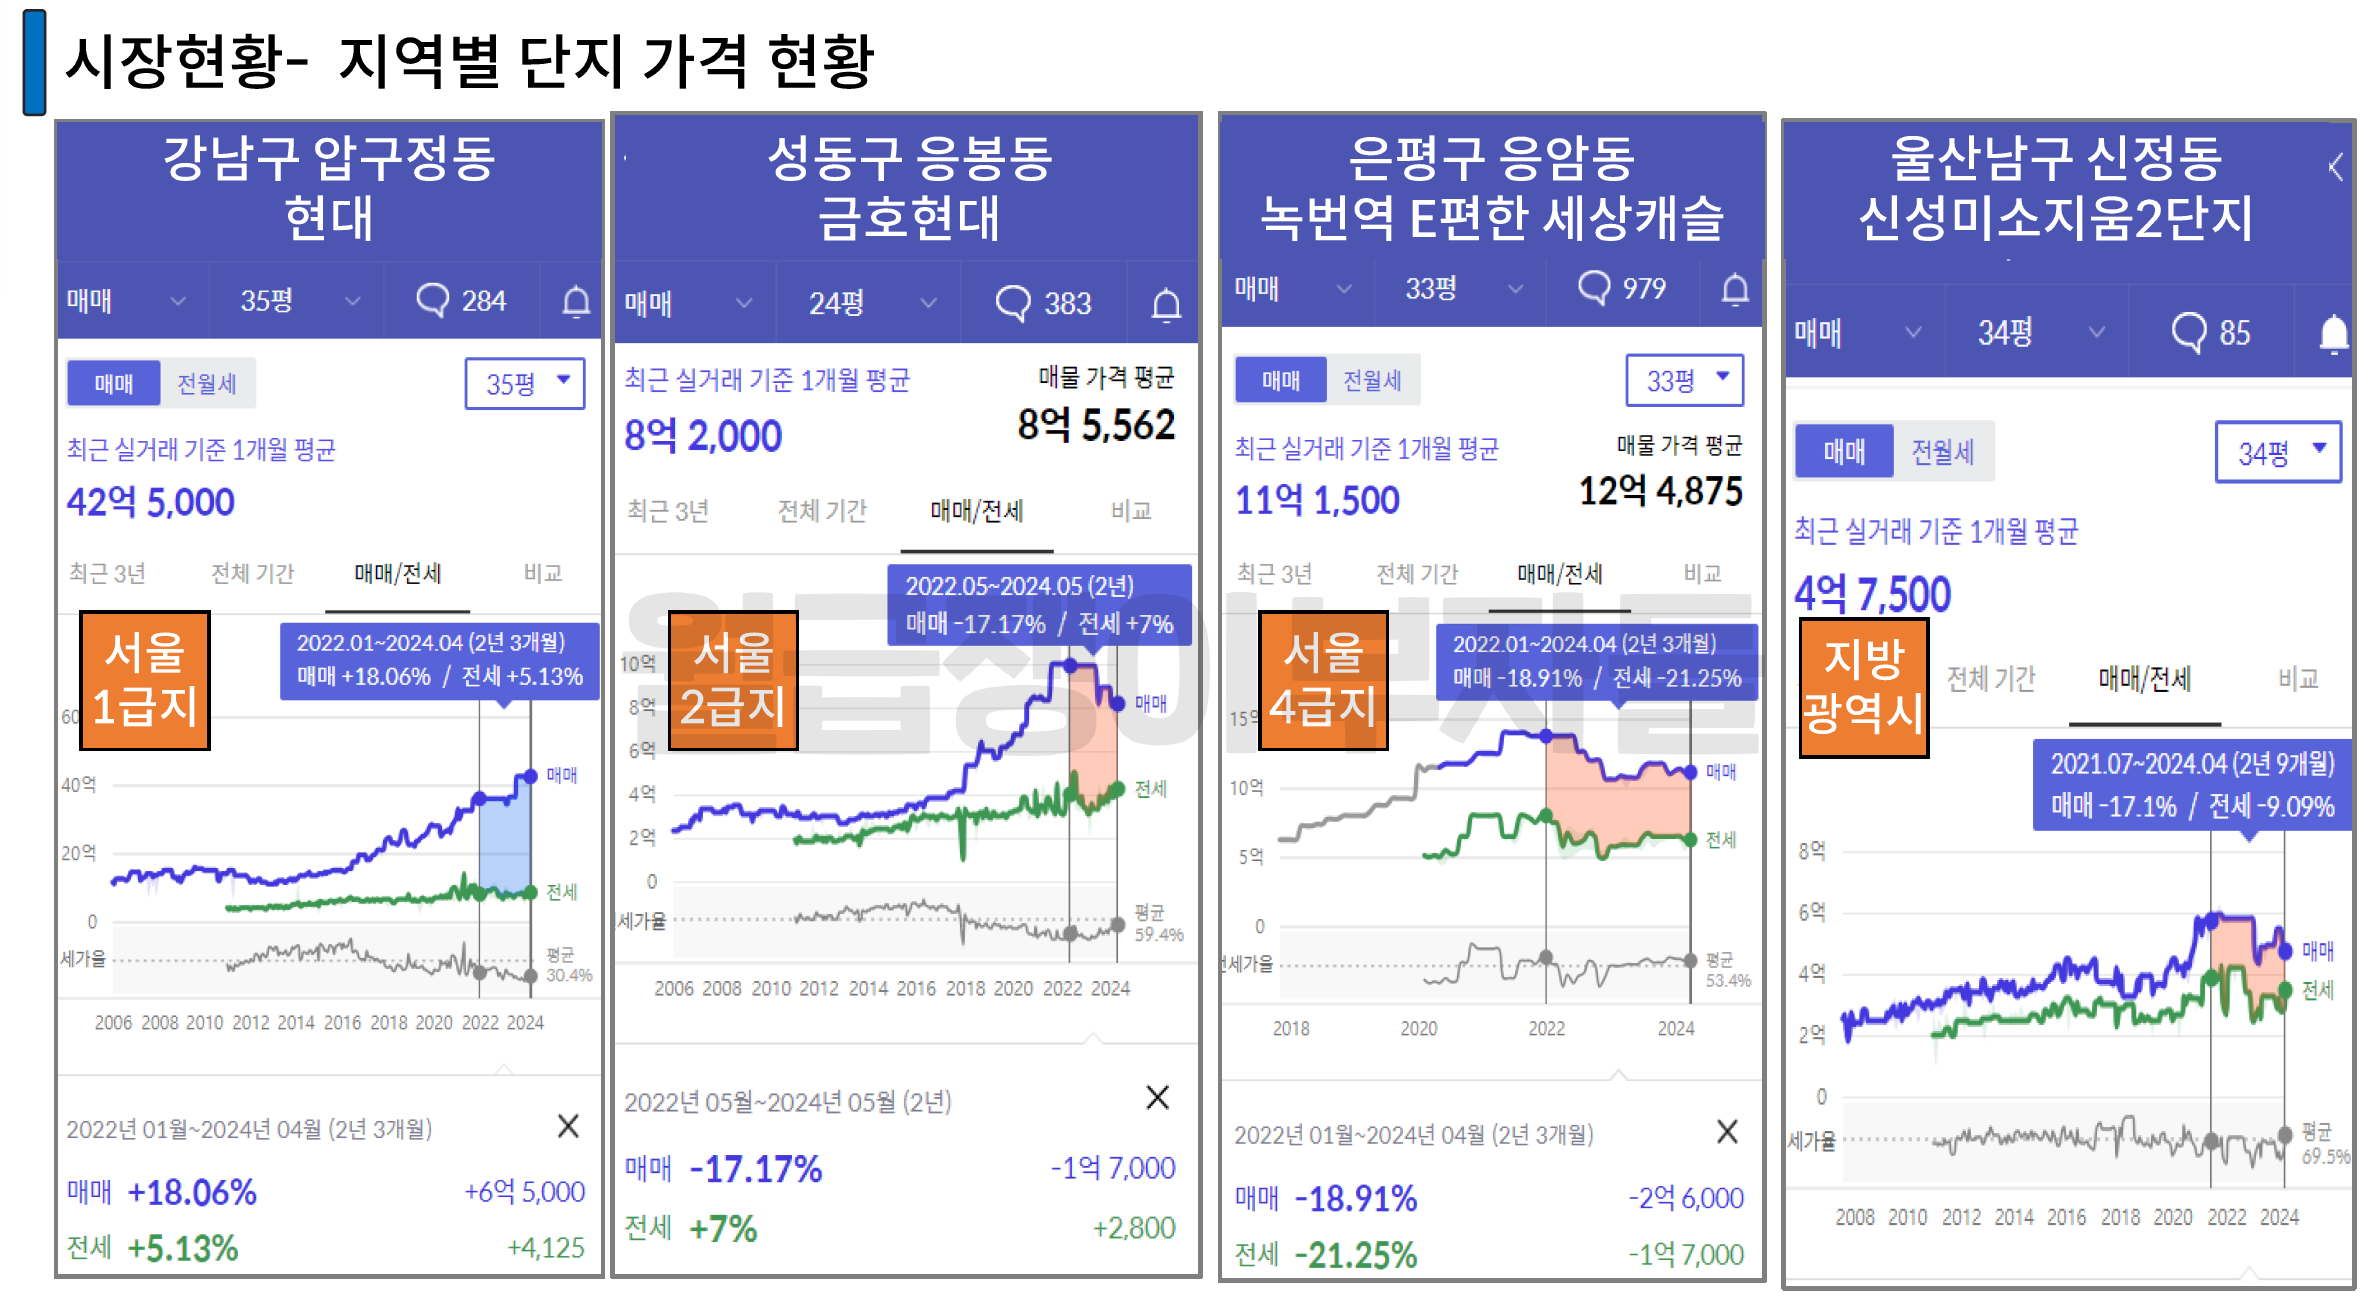 시장현황- 지역별 단지 가격 현황
강남구 압구정동
현대
매매 35평 284
매매 전월세 35평
최근 실거래 기준 1개월 평균
42억 5,000
최근 3년 전체 기간 매매/전세 비교
서울
1급지
2022.01~2024.04 (2년 3개월)
매매 +18.06% / 전세 +5.13%
60
40억
20억
0
매매
전세
세가율
평균
30.4%
2006 2008 2010 2012 2014 2016 2018 2020 2022 2024
2022년 01월~2024년 04월 (2년 3개월)
매매 +18.06% +6억 5,000
전세 +5.13% +4,125
성동구 응봉동
금호현대
매매 24평 383
최근 실거래 기준 1개월 평균 매물 가격 평균
8억 2,000 8억 5,562
최근 3년 전체 기간 매매/전세 비교
서울
2급지
2022.05~2024.05 (2년)
매매 -17.17% / 전세 +7%
10억
8억
6억
4억
2억
0
매매
전세
세가율
평균
59.4%
2006 2008 2010 2012 2014 2016 2018 2020 2022 2024
2022년 05월~2024년 05월 (2년)
매매 -17.17% -1억 7,000
전세 +7% +2,800
은평구 응암동
녹번역 E편한 세상캐슬
매매 33평 979
매매 전월세 33평
최근 실거래 기준 1개월 평균 매물 가격 평균
11억 1,500 12억 4,875
최근 3년 전체 기간 매매/전세 비교
서울
4급지
2022.01~2024.04 (2년 3개월)
매매 -18.91% / 전세 -21.25%
15억
10억
5억
0
매매
전세
전세가율
평균
53.4%
2018 2020 2022 2024
2022년 01월~2024년 04월 (2년 3개월)
매매 -18.91% -2억 6,000
전세 -21.25% -1억 7,000
울산남구 신정동
신성미소지움2단지
매매 34평 85
매매 전월세 34평
최근 실거래 기준 1개월 평균
4억 7,500
지방
광역시
전체 기간 매매/전세 비교
2021.07~2024.04 (2년 9개월)
매매 -17.1% / 전세 -9.09%
8억
6억
4억
2억
0
매매
전세
세가율
평균
69.5%
2008 2010 2012 2014 2016 2018 2020 2022 2024